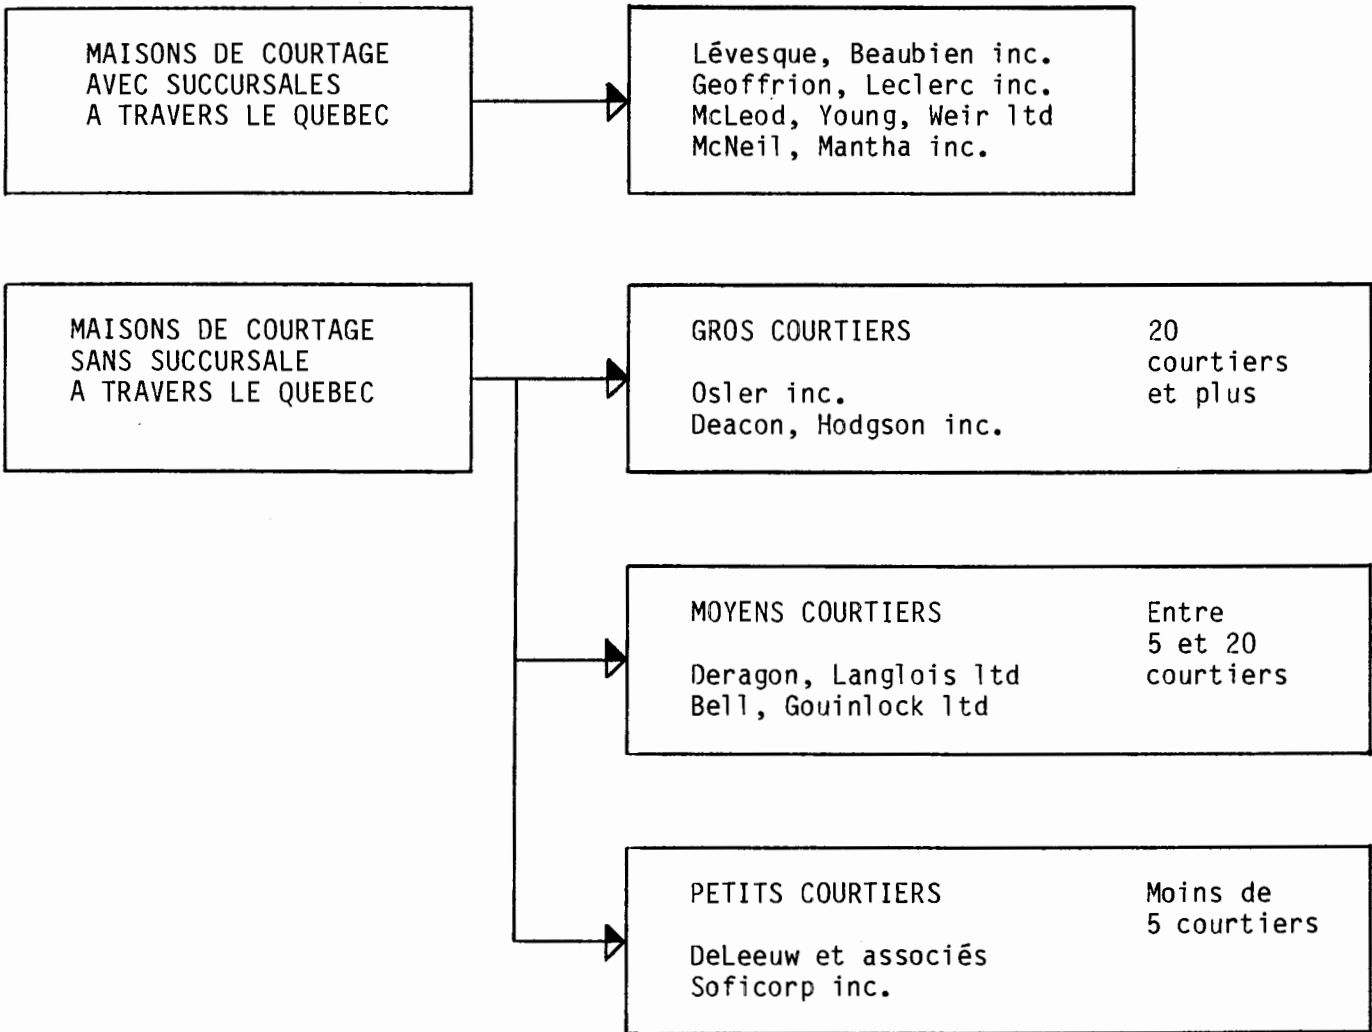 MAISONS DE COURTAGE
AVEC SUCCURSALES
A TRAVERS LE QUEBEC
Lévesque, Beaubien inc.
Geoffrion, Leclerc inc.
McLeod, Young, Weir ltd
McNeil, Mantha inc.
MAISONS DE COURTAGE
SANS SUCCURSALE
A TRAVERS LE QUEBEC
GROS COURTIERS
Osler inc.
Deacon, Hodgson inc.
20
courtiers
et plus
MOYENS COURTIERS
Deragon, Langlois ltd
Bell, Gouinlock ltd
Entre
5 et 20
courtiers
PETITS COURTIERS
DeLeeuw et associés
Soficorp inc.
Moins de
5 courtiers